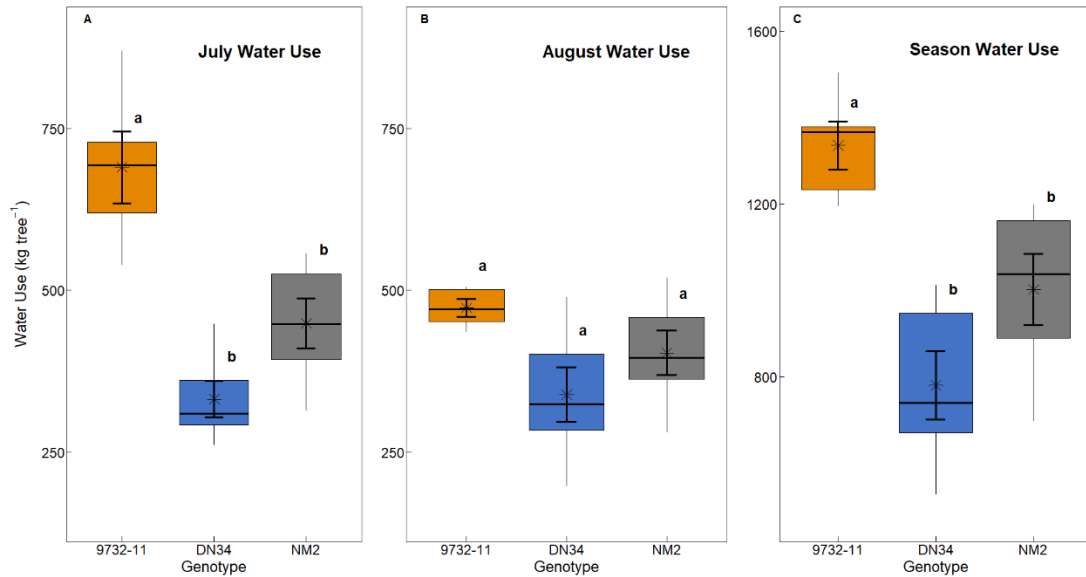 A
July Water Use
a
b
b
750
500
250
Water Use (kg tree⁻¹)
9732-11
DN34
NM2
Genotype
B
August Water Use
a
a
a
750
500
250
9732-11
DN34
NM2
Genotype
C
Season Water Use
a
b
b
1600
1200
800
9732-11
DN34
NM2
Genotype